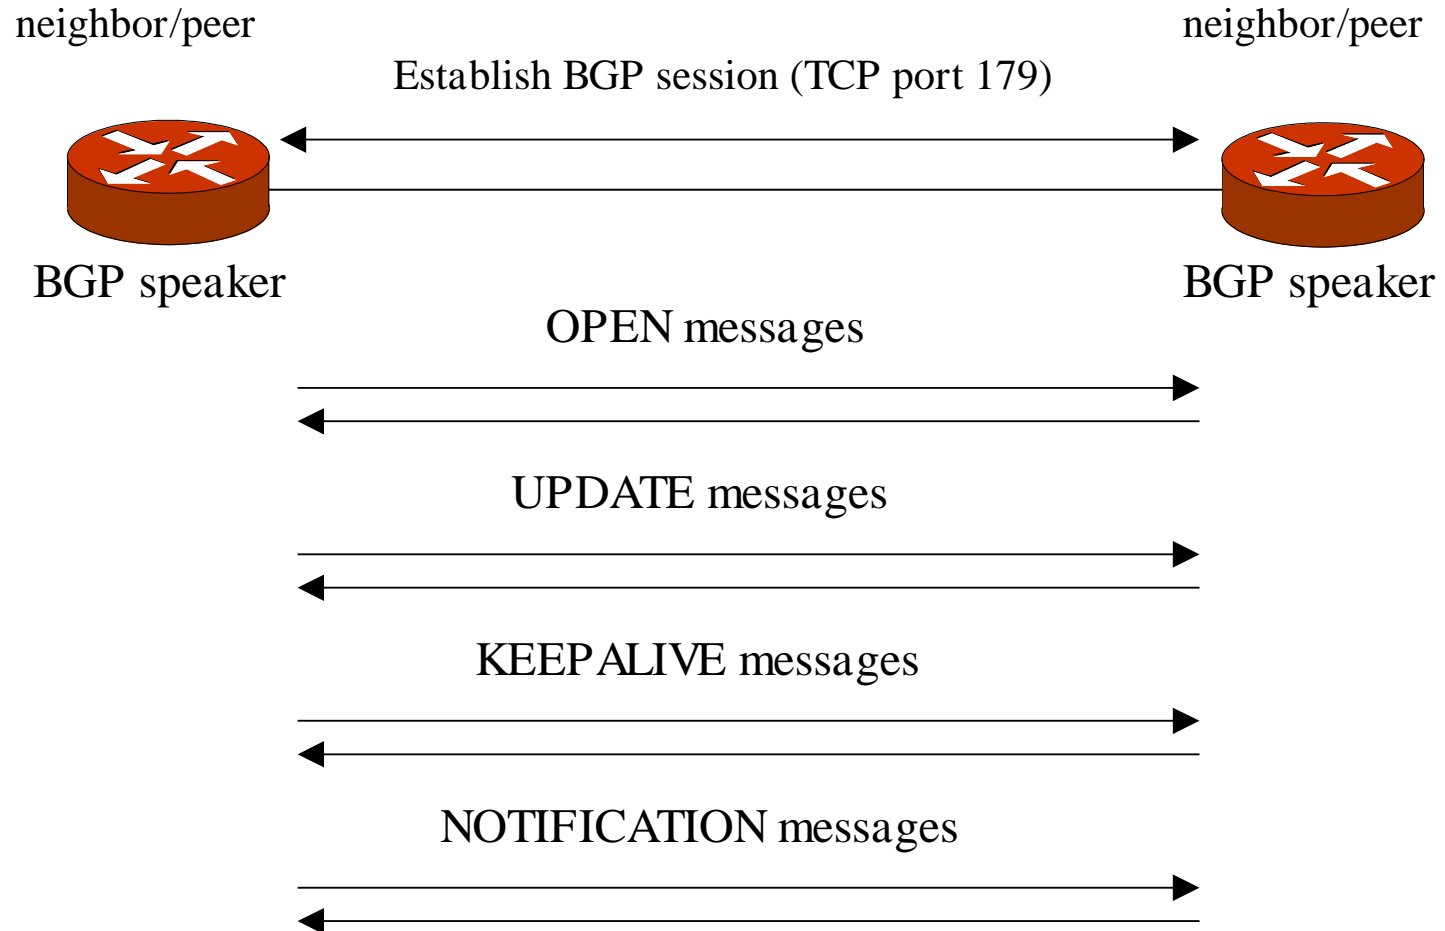 neighbor/peer
neighbor/peer
Establish BGP session (TCP port 179)
BGP speaker
BGP speaker
OPEN messages
UPDATE messages
KEEPALIVE messages
NOTIFICATION messages